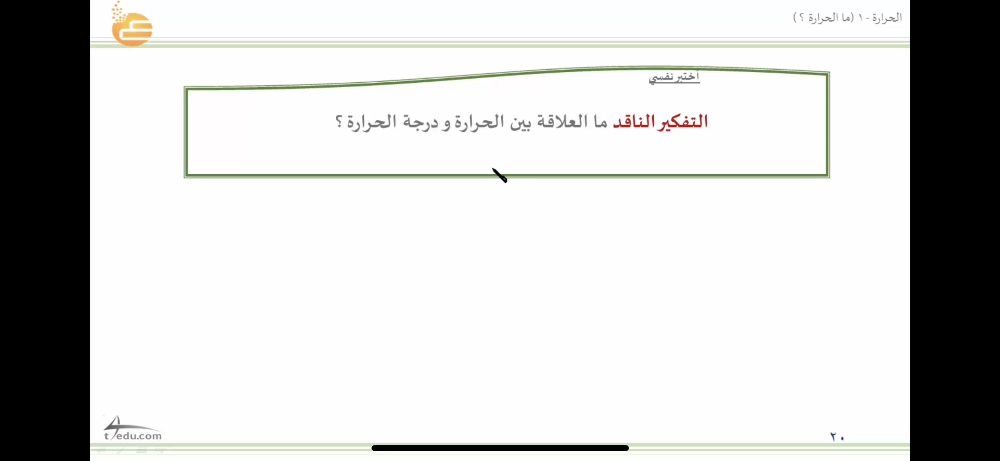 الحرارة - ١ (ما الحرارة ؟)
أختبر نفسي
التفكير الناقد ما العلاقة بين الحرارة و درجة الحرارة ؟
t4edu.com
٢٠